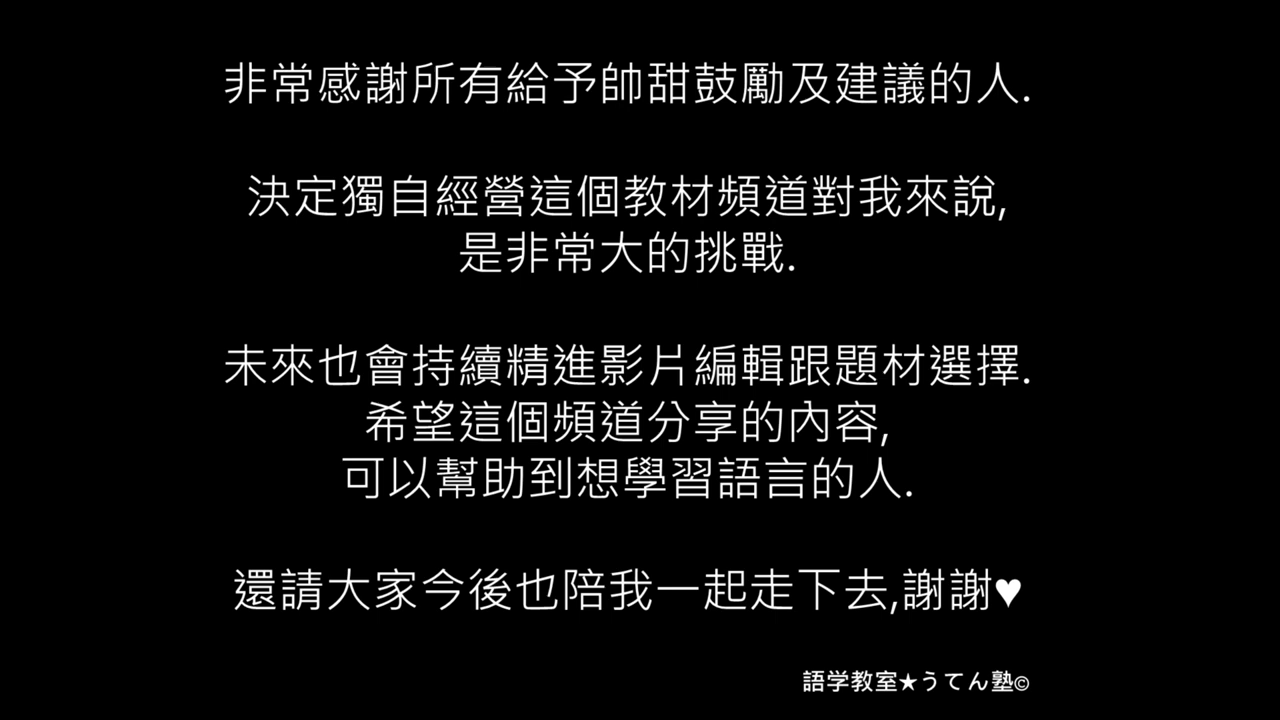 非常感謝所有給予帥甜鼓勵及建議的人.
決定獨自經營這個教材頻道對我來說,
是非常大的挑戰.
未來也會持續精進影片編輯跟題材選擇.
希望這個頻道分享的內容,
可以幫助到想學習語言的人.
還請大家今後也陪我一起走下去,謝謝♥
語学教室★うてん塾©